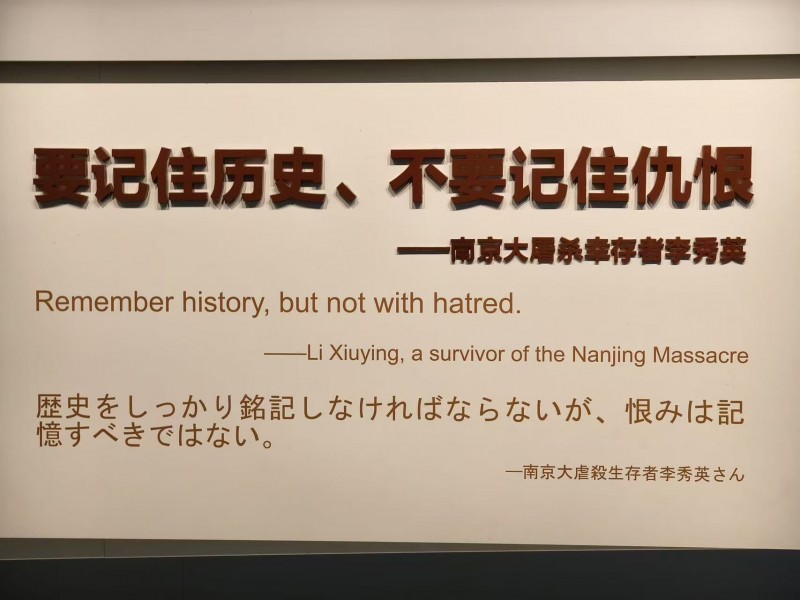 要记住历史、不要记住仇恨
——南京大屠杀幸存者李秀英
Remember history, but not with hatred.
——Li Xiuying, a survivor of the Nanjing Massacre
歴史をしっかり銘記しなければならないが、恨みは記
憶すべきではない。
—南京大虐殺生存者李秀英さん